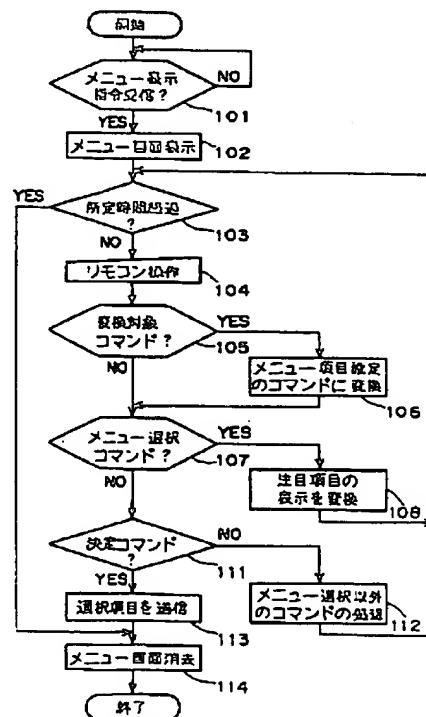 開始
メニュー表示
指令受信？
NO
101
YES
メニュー画面表示
102
YES
所定時間経過
？
103
NO
リモコン操作
104
変換対象
コマンド？
YES
105
NO
メニュー項目設定
のコマンドに変換
106
メニュー選択
コマンド？
YES
107
NO
注目項目の
表示を変換
108
決定コマンド
？
NO
111
YES
選択項目を送信
113
メニュー選択以外
のコマンドの処理
112
メニュー画面消去
114
終了